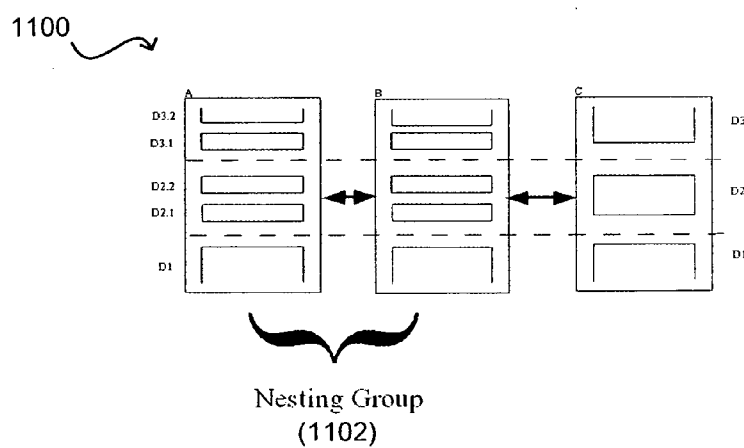 1100
A
B
C
D3.2
D3.1
D2.2
D2.1
D1
D3
D2
D1
Nesting Group
(1102)